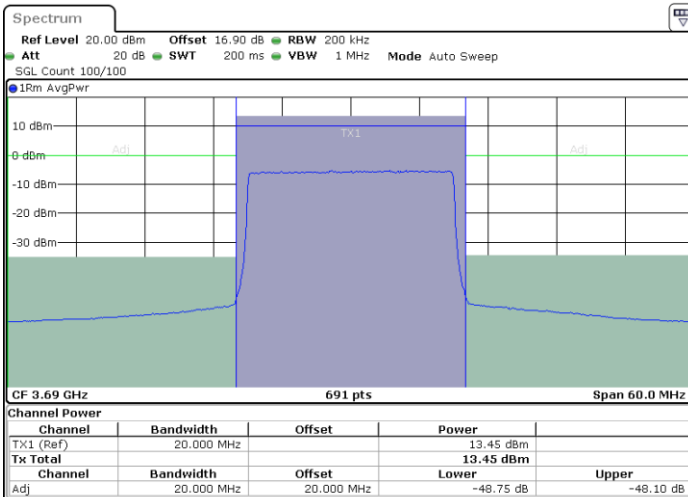 Spectrum
Ref Level 20.00 dBm Offset 16.90 dB RBW 200 kHz
Att 20 dB SWT 200 ms VBW 1 MHz Mode Auto Sweep
SGL Count 100/100
1Rm AvgPwr
10 dBm
TX1
Adj Adj
0 dBm
-10 dBm
-20 dBm
-30 dBm
CF 3.69 GHz 691 pts Span 60.0 MHz
Channel Power
Channel Bandwidth Offset Power
TX1 (Ref) 20.000 MHz 13.45 dBm
Tx Total 13.45 dBm
Channel Bandwidth Offset Lower Upper
Adj 20.000 MHz 20.000 MHz -48.75 dB -48.10 dB